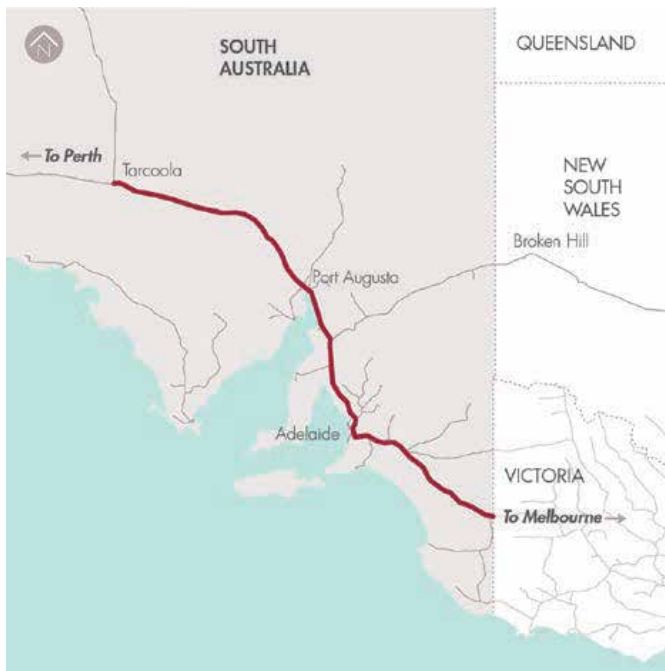 N
SOUTH
AUSTRALIA
QUEENSLAND
←To Perth
Tarcoola
NEW
SOUTH
WALES
Broken Hill
Port Augusta
Adelaide
VICTORIA
To Melbourne→